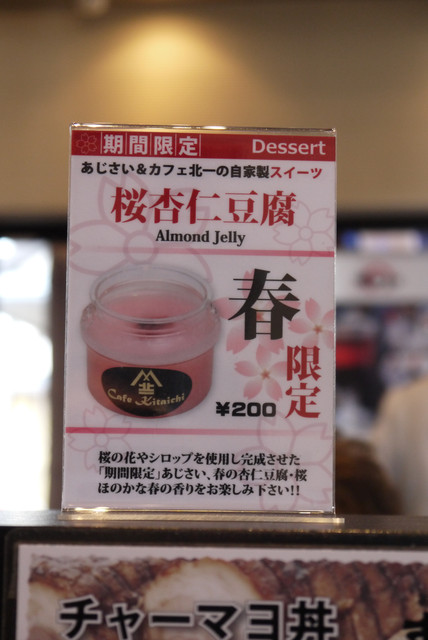 期間限定 Dessert
あじさい＆カフェ北一の自家製スイーツ
桜杏仁豆腐
Almond Jelly
春
限定
北一
Cafe Kitaichi
¥200
桜の花やシロップを使用し完成させた
「期間限定」あじさい、春の杏仁豆腐・桜
ほのかな春の香りをお楽しみ下さい!!
チャーマヨ丼